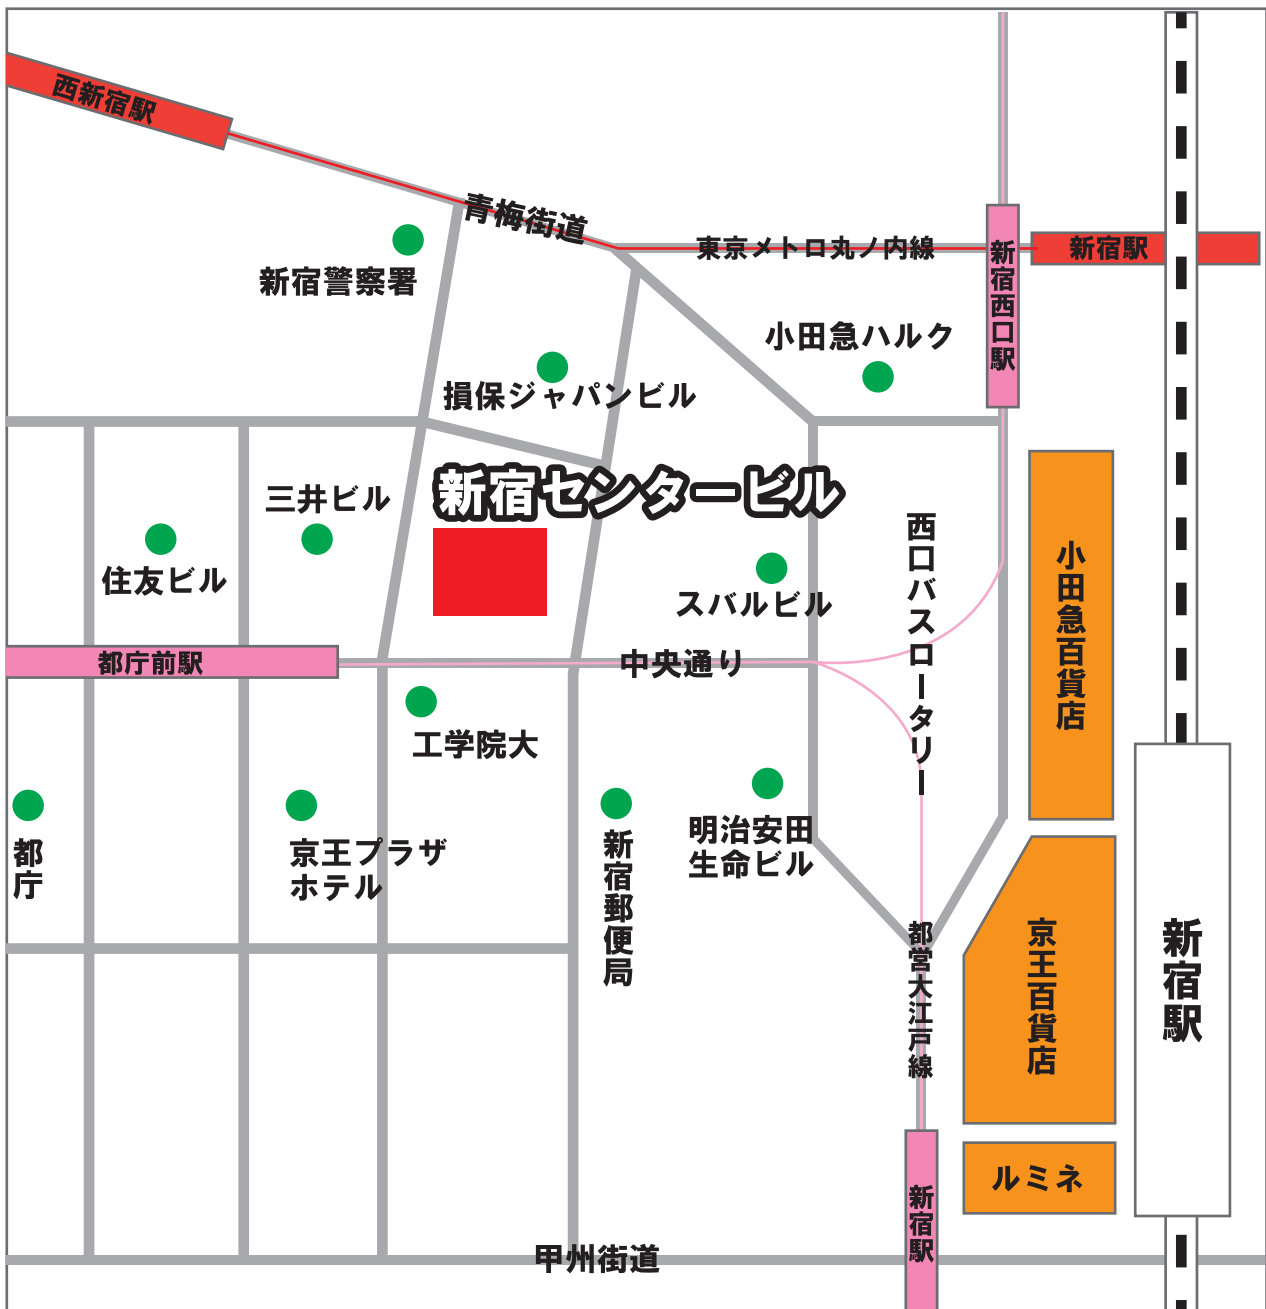 西新宿駅
青梅街道
東京メトロ丸ノ内線
新宿西口駅
新宿駅
新宿警察署
小田急ハルク
損保ジャパンビル
三井ビル
新宿センタービル
住友ビル
スバルビル
西口バスロータリー
小田急百貨店
都庁前駅
中央通り
工学院大
都庁
京王プラザ
ホテル
新宿郵便局
明治安田
生命ビル
都営大江戸線
京王百貨店
新宿駅
ルミネ
新宿駅
甲州街道